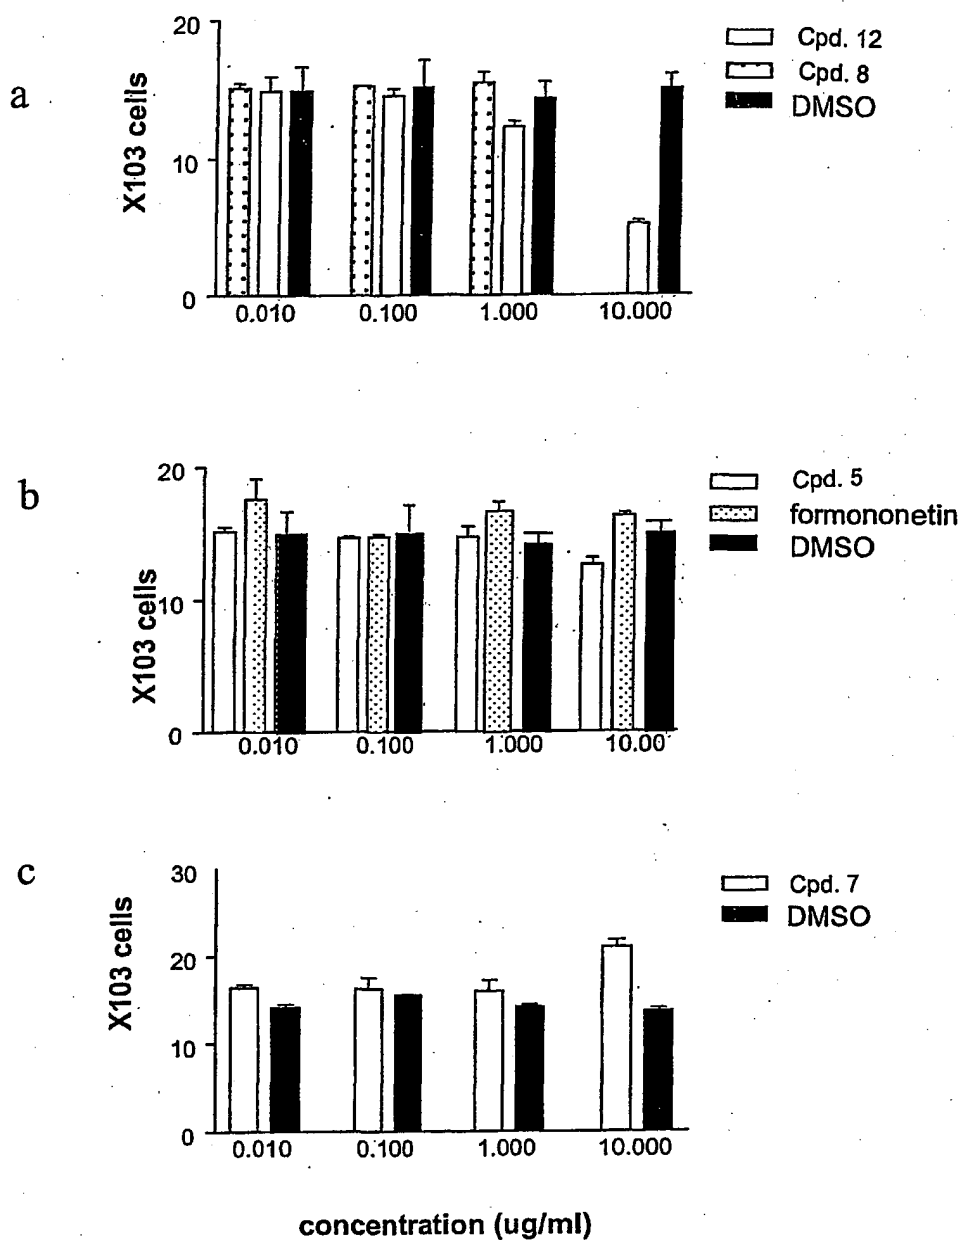 a
X103 cells
20
10
0
0.010 0.100 1.000 10.000
Cpd. 12
Cpd. 8
DMSO
b
X103 cells
20
10
0
0.010 0.100 1.000 10.00
Cpd. 5
formononetin
DMSO
c
X103 cells
30
20
10
0
0.010 0.100 1.000 10.000
Cpd. 7
DMSO
concentration (ug/ml)